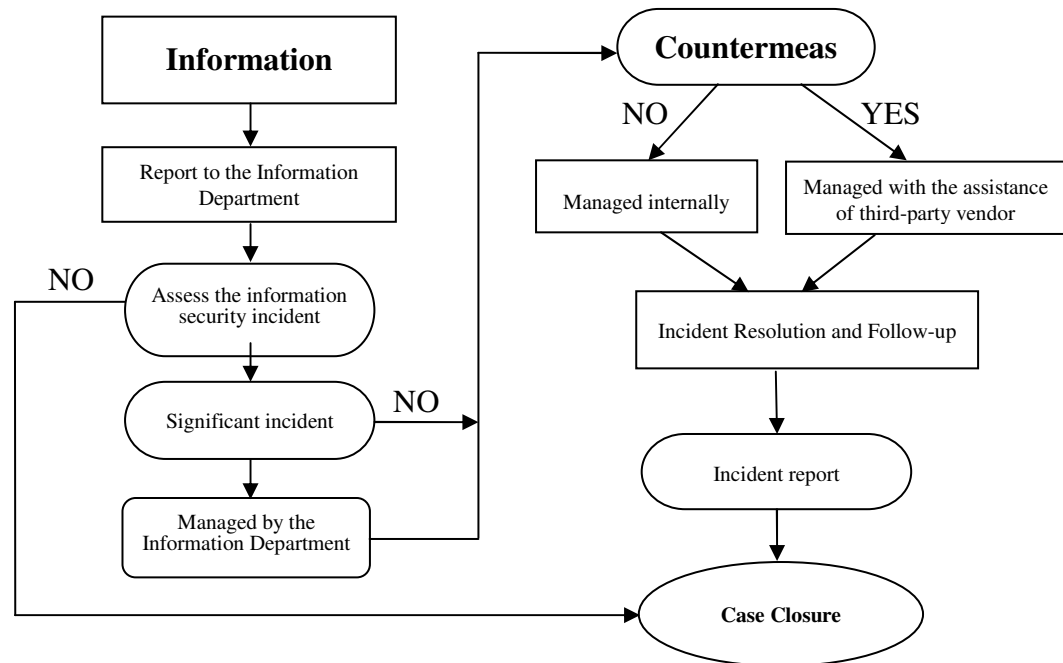 Information
Report to the Information
Department
NO
Assess the information
security incident
Significant incident
NO
Managed by the
Information Department
Countermeas
NO
YES
Managed internally
Managed with the assistance
of third-party vendor
Incident Resolution and Follow-up
Incident report
Case Closure